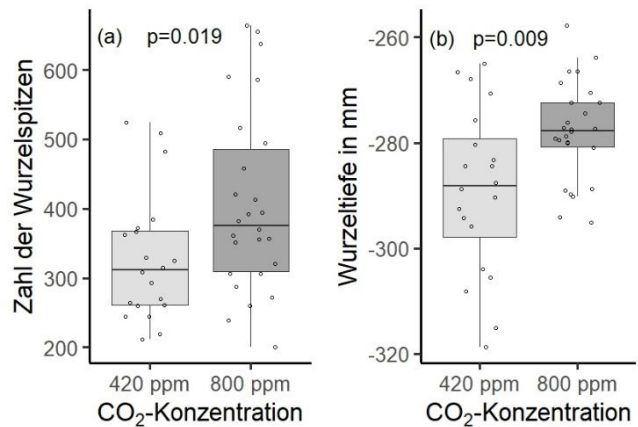 (a) p=0.019
Zahl der Wurzelspitzen
600
500
400
300
200
420 ppm 800 ppm
CO₂-Konzentration
(b) p=0.009
Wurzeltiefe in mm
-260
-280
-300
-320
420 ppm 800 ppm
CO₂-Konzentration